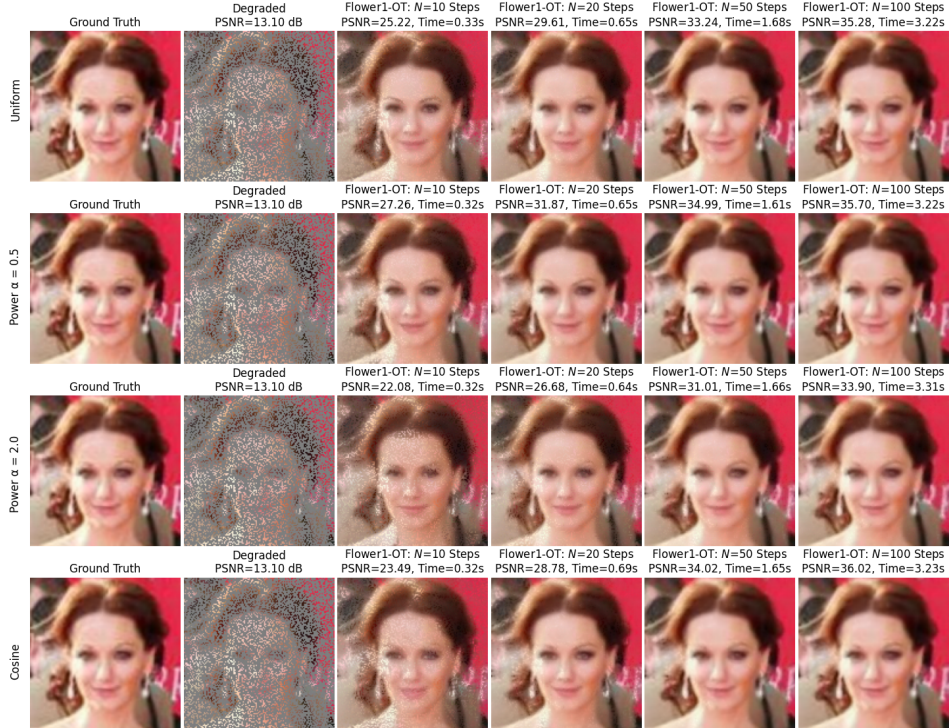 Ground Truth
Degraded
PSNR=13.10 dB
Flower1-OT: N=10 Steps
PSNR=25.22, Time=0.33s
Flower1-OT: N=20 Steps
PSNR=29.61, Time=0.65s
Flower1-OT: N=50 Steps
PSNR=33.24, Time=1.68s
Flower1-OT: N=100 Steps
PSNR=35.28, Time=3.22s
Uniform
Ground Truth
Degraded
PSNR=13.10 dB
Flower1-OT: N=10 Steps
PSNR=27.26, Time=0.32s
Flower1-OT: N=20 Steps
PSNR=31.87, Time=0.65s
Flower1-OT: N=50 Steps
PSNR=34.99, Time=1.61s
Flower1-OT: N=100 Steps
PSNR=35.70, Time=3.22s
Power α = 0.5
Ground Truth
Degraded
PSNR=13.10 dB
Flower1-OT: N=10 Steps
PSNR=22.08, Time=0.32s
Flower1-OT: N=20 Steps
PSNR=26.68, Time=0.64s
Flower1-OT: N=50 Steps
PSNR=31.01, Time=1.66s
Flower1-OT: N=100 Steps
PSNR=33.90, Time=3.31s
Power α = 2.0
Ground Truth
Degraded
PSNR=13.10 dB
Flower1-OT: N=10 Steps
PSNR=23.49, Time=0.32s
Flower1-OT: N=20 Steps
PSNR=28.78, Time=0.69s
Flower1-OT: N=50 Steps
PSNR=34.02, Time=1.65s
Flower1-OT: N=100 Steps
PSNR=36.02, Time=3.23s
Cosine